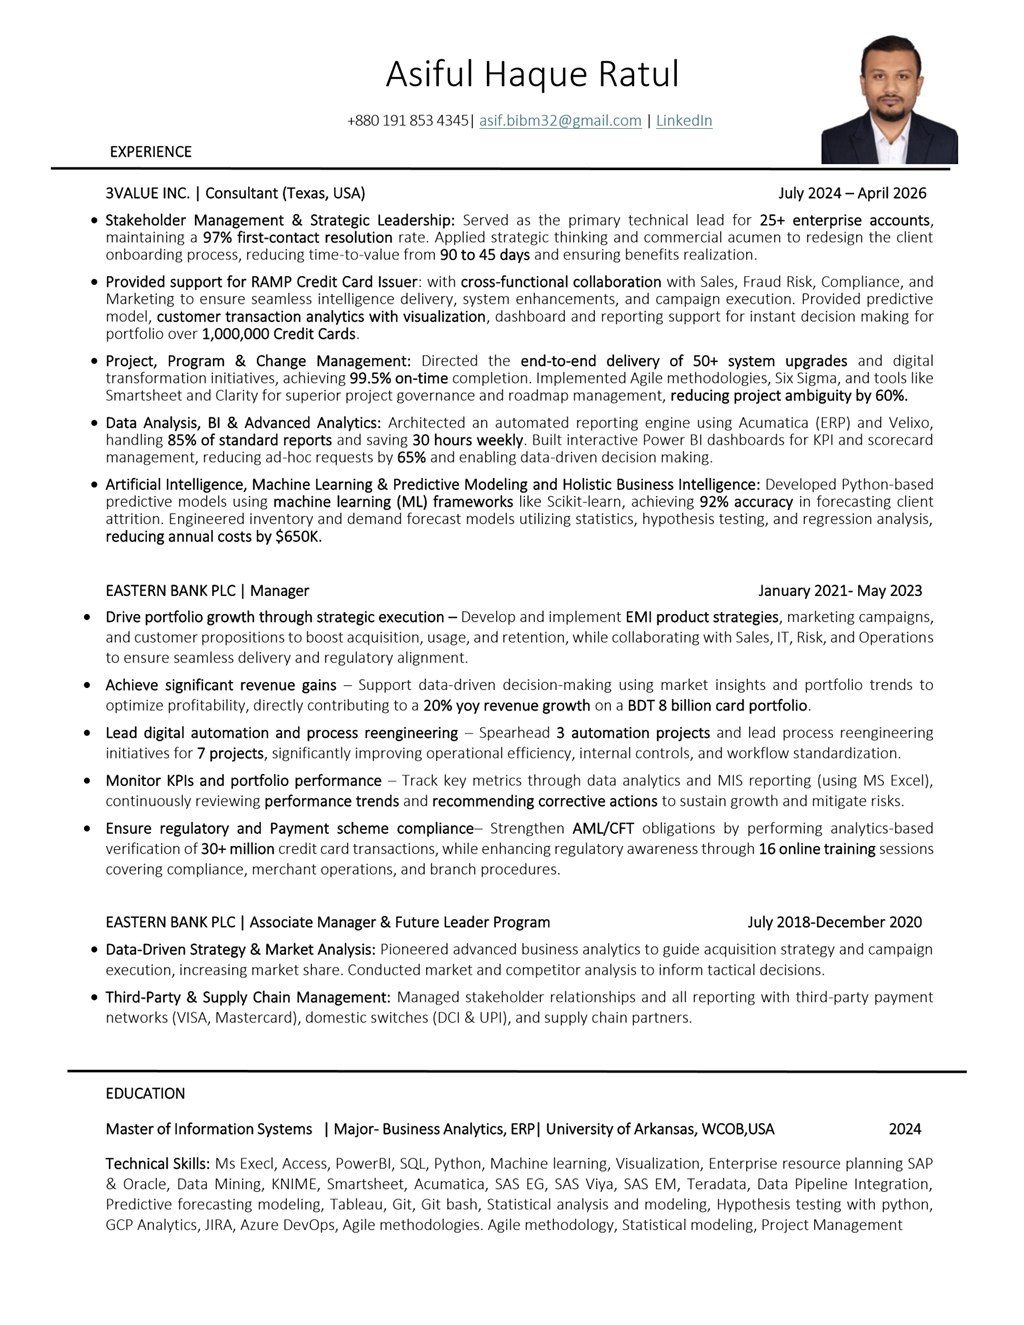 Asiful Haque Ratul
+880 191 853 4345| asif.bibm32@gmail.com | LinkedIn
EXPERIENCE
3VALUE INC. | Consultant (Texas, USA) July 2024 – April 2026
• Stakeholder Management & Strategic Leadership: Served as the primary technical lead for 25+ enterprise accounts,
maintaining a 97% first-contact resolution rate. Applied strategic thinking and commercial acumen to redesign the client
onboarding process, reducing time-to-value from 90 to 45 days and ensuring benefits realization.
• Provided support for RAMP Credit Card Issuer: with cross-functional collaboration with Sales, Fraud Risk, Compliance, and
Marketing to ensure seamless intelligence delivery, system enhancements, and campaign execution. Provided predictive
model, customer transaction analytics with visualization, dashboard and reporting support for instant decision making for
portfolio over 1,000,000 Credit Cards.
• Project, Program & Change Management: Directed the end-to-end delivery of 50+ system upgrades and digital
transformation initiatives, achieving 99.5% on-time completion. Implemented Agile methodologies, Six Sigma, and tools like
Smartsheet and Clarity for superior project governance and roadmap management, reducing project ambiguity by 60%.
• Data Analysis, BI & Advanced Analytics: Architected an automated reporting engine using Acumatica (ERP) and Velixo,
handling 85% of standard reports and saving 30 hours weekly. Built interactive Power BI dashboards for KPI and scorecard
management, reducing ad-hoc requests by 65% and enabling data-driven decision making.
• Artificial Intelligence, Machine Learning & Predictive Modeling and Holistic Business Intelligence: Developed Python-based
predictive models using machine learning (ML) frameworks like Scikit-learn, achieving 92% accuracy in forecasting client
attrition. Engineered inventory and demand forecast models utilizing statistics, hypothesis testing, and regression analysis,
reducing annual costs by $650K.
EASTERN BANK PLC | Manager January 2021- May 2023
• Drive portfolio growth through strategic execution – Develop and implement EMI product strategies, marketing campaigns,
and customer propositions to boost acquisition, usage, and retention, while collaborating with Sales, IT, Risk, and Operations
to ensure seamless delivery and regulatory alignment.
• Achieve significant revenue gains – Support data-driven decision-making using market insights and portfolio trends to
optimize profitability, directly contributing to a 20% yoy revenue growth on a BDT 8 billion card portfolio.
• Lead digital automation and process reengineering – Spearhead 3 automation projects and lead process reengineering
initiatives for 7 projects, significantly improving operational efficiency, internal controls, and workflow standardization.
• Monitor KPIs and portfolio performance – Track key metrics through data analytics and MIS reporting (using MS Excel),
continuously reviewing performance trends and recommending corrective actions to sustain growth and mitigate risks.
• Ensure regulatory and Payment scheme compliance– Strengthen AML/CFT obligations by performing analytics-based
verification of 30+ million credit card transactions, while enhancing regulatory awareness through 16 online training sessions
covering compliance, merchant operations, and branch procedures.
EASTERN BANK PLC | Associate Manager & Future Leader Program July 2018-December 2020
• Data-Driven Strategy & Market Analysis: Pioneered advanced business analytics to guide acquisition strategy and campaign
execution, increasing market share. Conducted market and competitor analysis to inform tactical decisions.
• Third-Party & Supply Chain Management: Managed stakeholder relationships and all reporting with third-party payment
networks (VISA, Mastercard), domestic switches (DCI & UPI), and supply chain partners.
EDUCATION
Master of Information Systems | Major- Business Analytics, ERP| University of Arkansas, WCOB,USA 2024
Technical Skills: Ms Execl, Access, PowerBI, SQL, Python, Machine learning, Visualization, Enterprise resource planning SAP
& Oracle, Data Mining, KNIME, Smartsheet, Acumatica, SAS EG, SAS Viya, SAS EM, Teradata, Data Pipeline Integration,
Predictive forecasting modeling, Tableau, Git, Git bash, Statistical analysis and modeling, Hypothesis testing with python,
GCP Analytics, JIRA, Azure DevOps, Agile methodologies. Agile methodology, Statistical modeling, Project Management